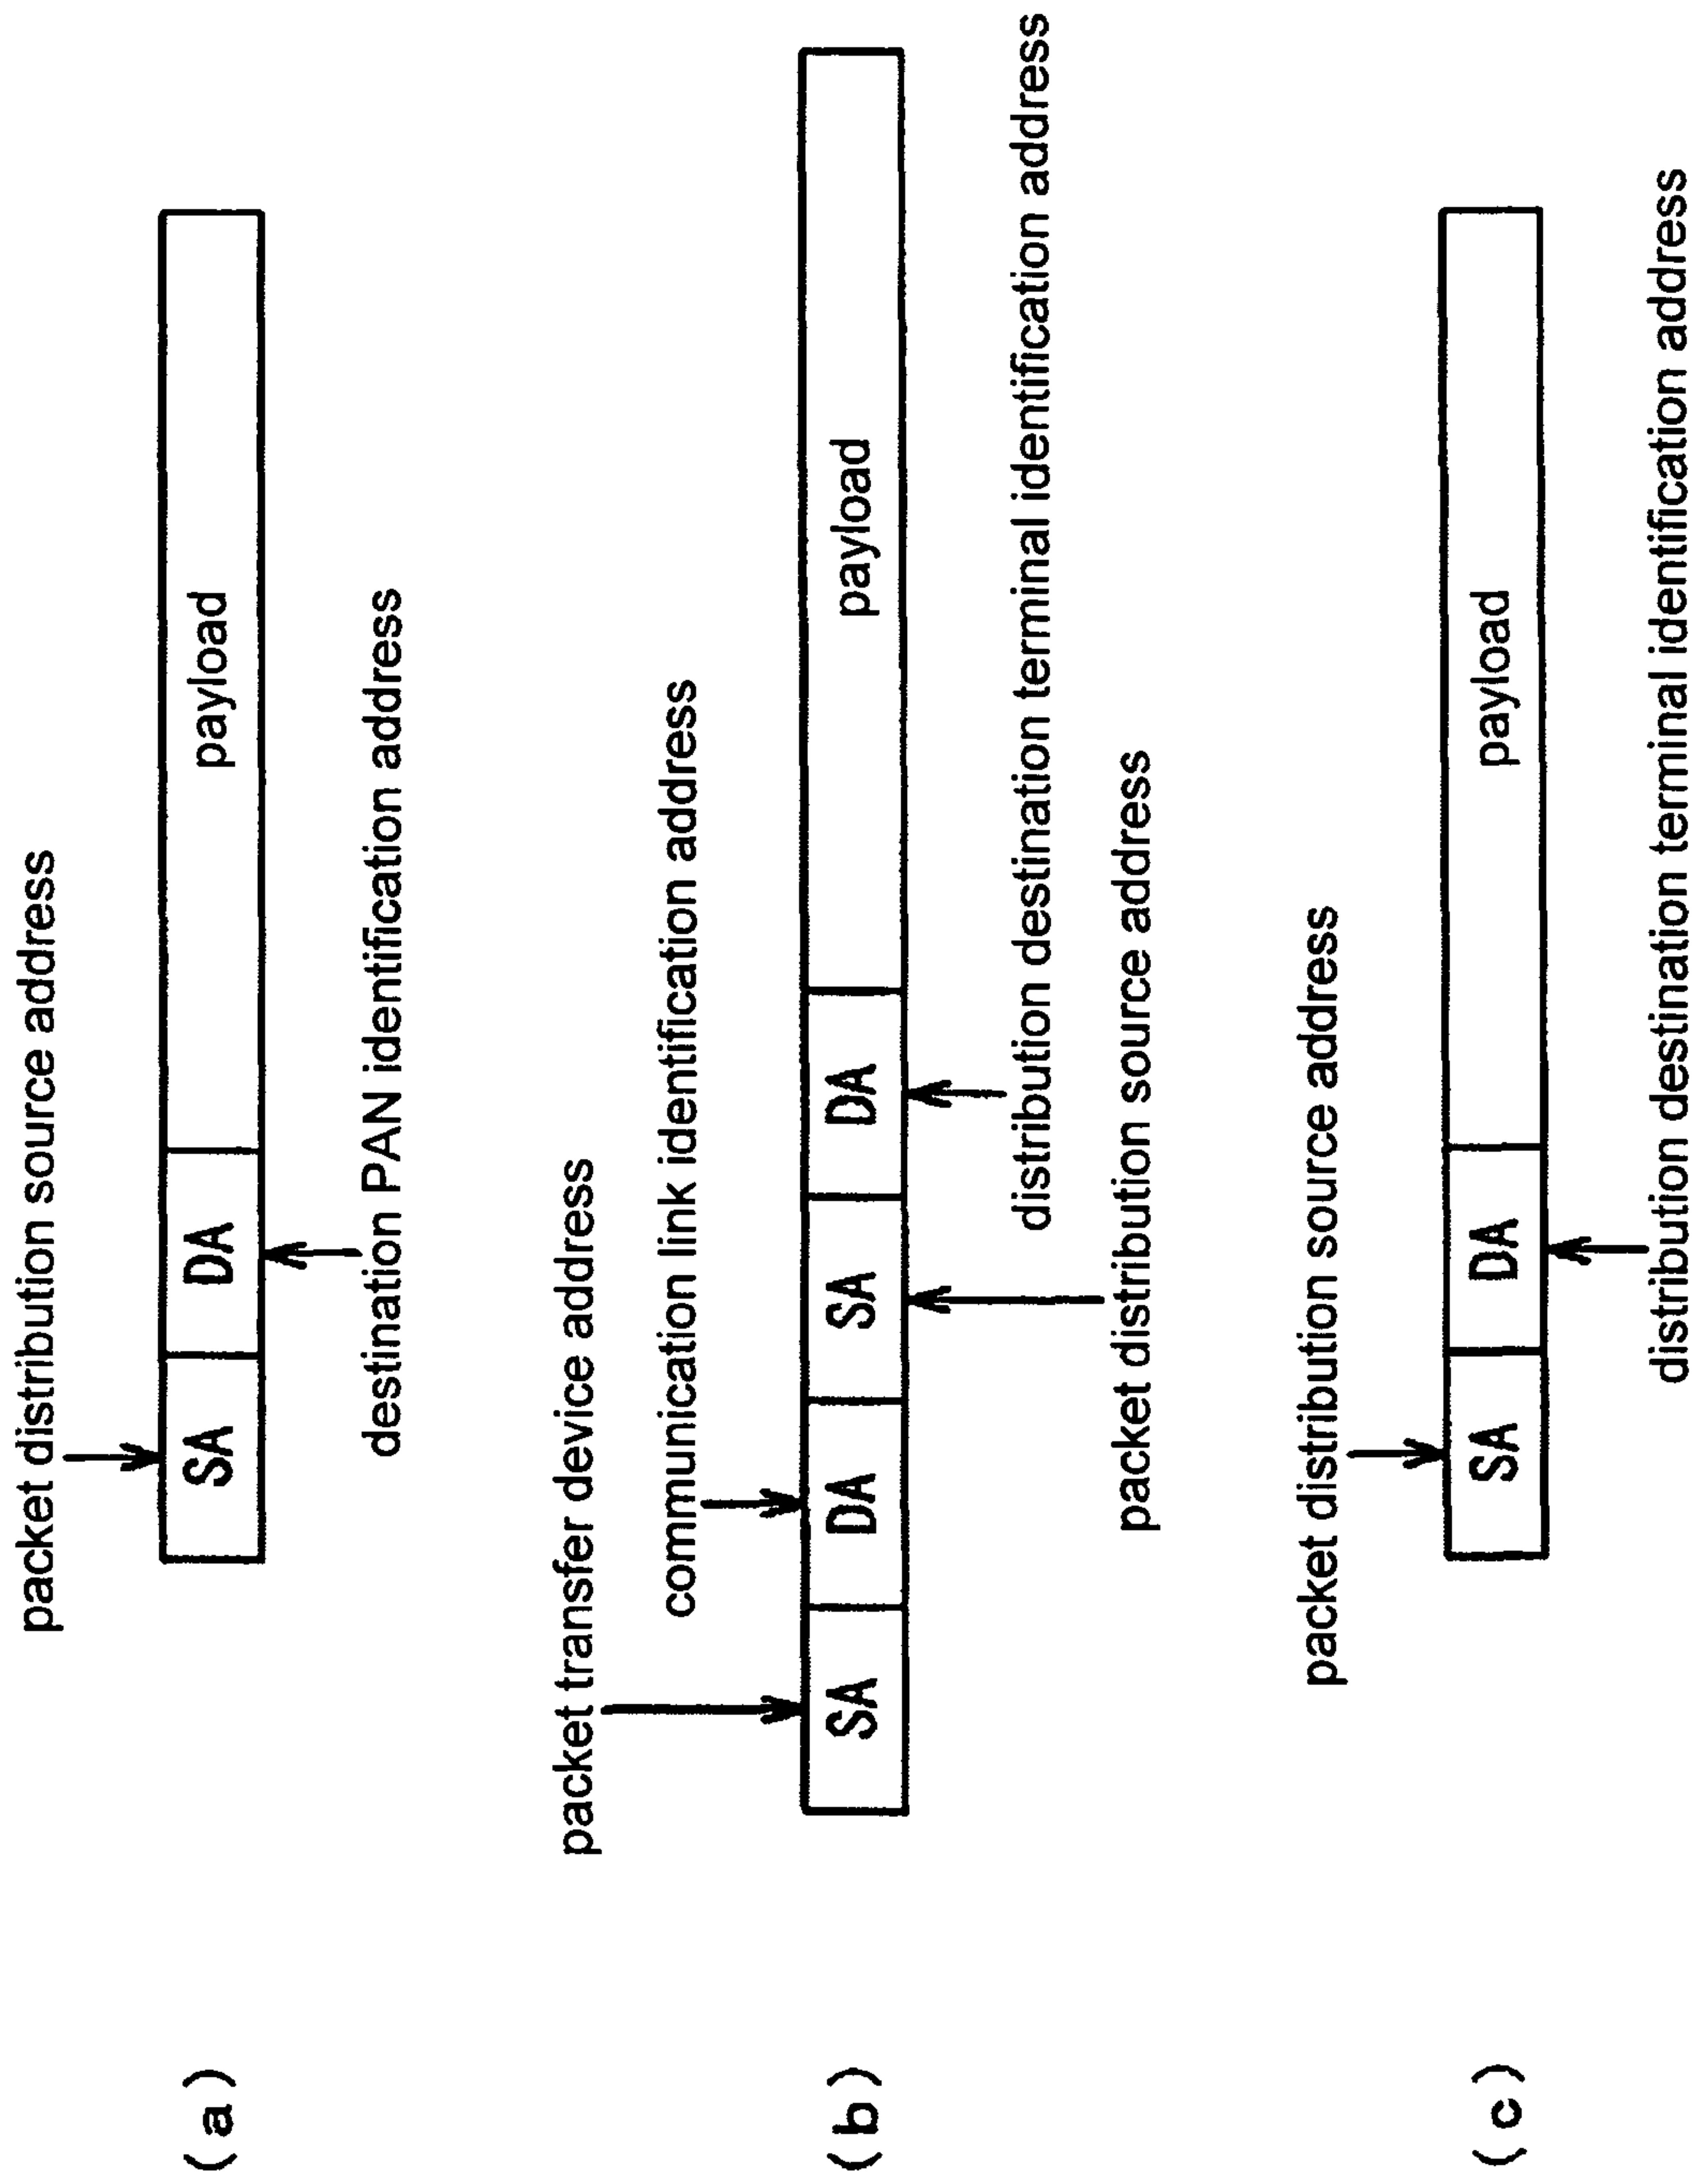 packet distribution source address
(a)
SA DA payload
destination PAN identification address
packet transfer device address
communication link identification address
(b)
SA DA SA DA payload
distribution destination terminal identification address
packet distribution source address
packet distribution source address
(c)
SA DA payload
distribution destination terminal identification address